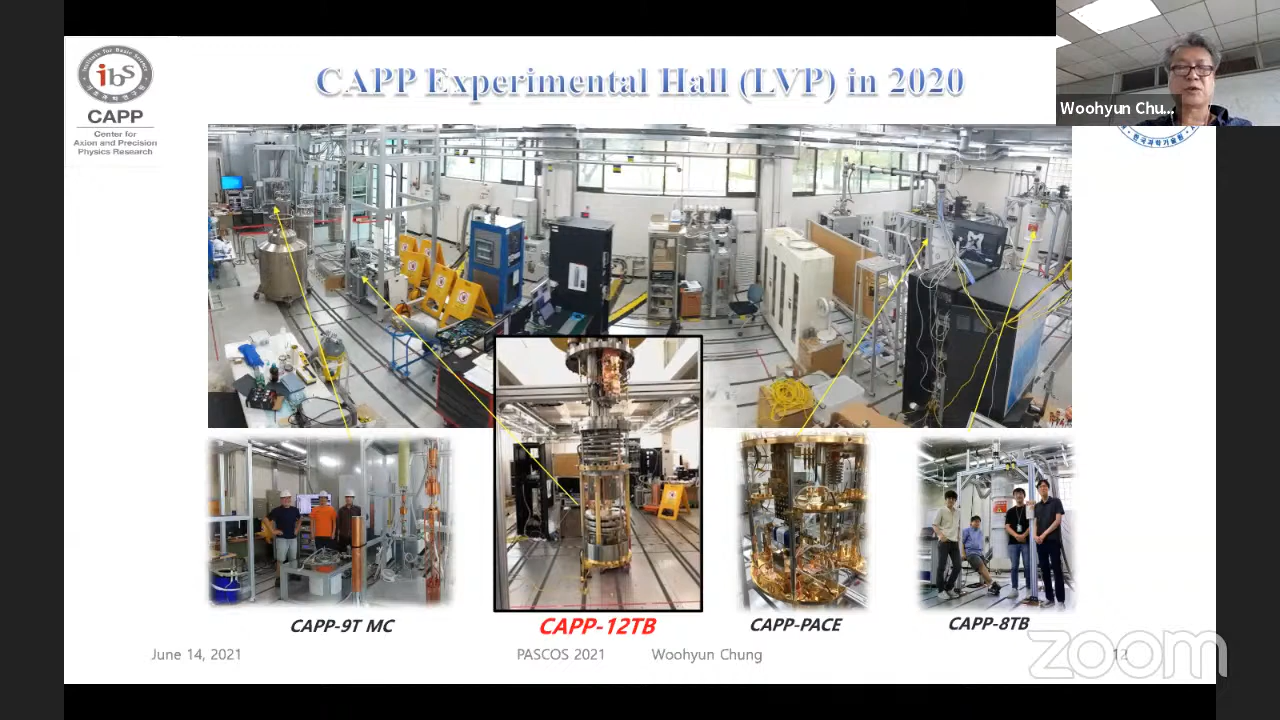 CAPP Experimental Hall (LVP) in 2020
Woohyun Chu...
ibs
CAPP
Center for
Axion and Precision
Physics Research
CAPP-9T MC
CAPP-12TB
CAPP-PACE
CAPP-8TB
June 14, 2021
PASCOS 2021
Woohyun Chung
12
zoom